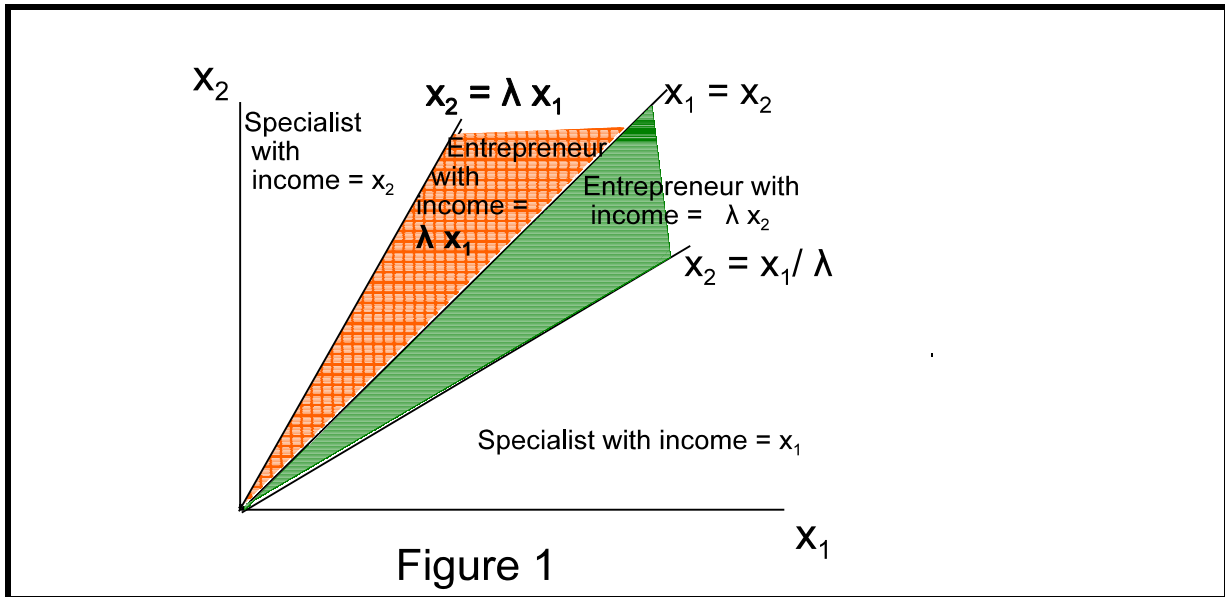 x₂
x₂ = λ x₁
x₁ = x₂
Specialist
with
income = x₂
Entrepreneur
with
income =
λ x₁
Entrepreneur with
income = λ x₂
x₂ = x₁/ λ
Specialist with income = x₁
x₁
Figure 1